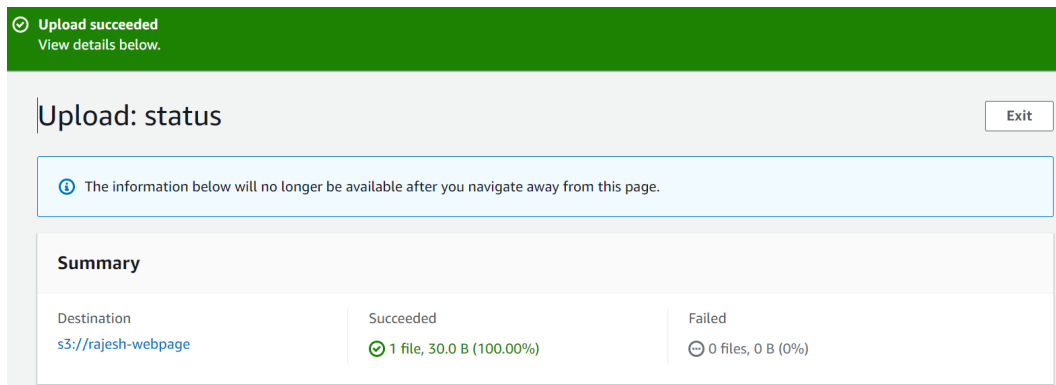 Upload succeeded
View details below.
Upload: status
Exit
The information below will no longer be available after you navigate away from this page.
Summary
Destination
s3://rajesh-webpage
Succeeded
1 file, 30.0 B (100.00%)
Failed
0 files, 0 B (0%)